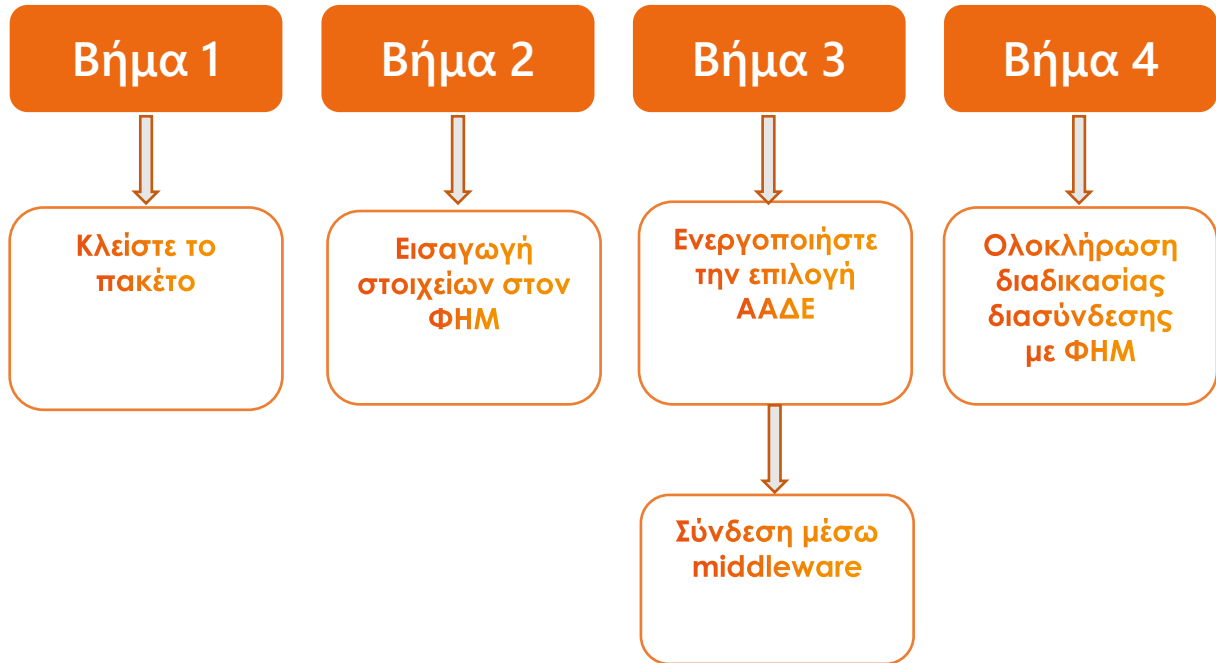 Βήμα 1
Βήμα 2
Βήμα 3
Βήμα 4
Κλείστε το
πακέτο
Εισαγωγή
στοιχείων στον
ΦΗΜ
Ενεργοποιήστε
την επιλογή
ΑΑΔΕ
Ολοκλήρωση
διαδικασίας
διασύνδεσης
με ΦΗΜ
Σύνδεση μέσω
middleware